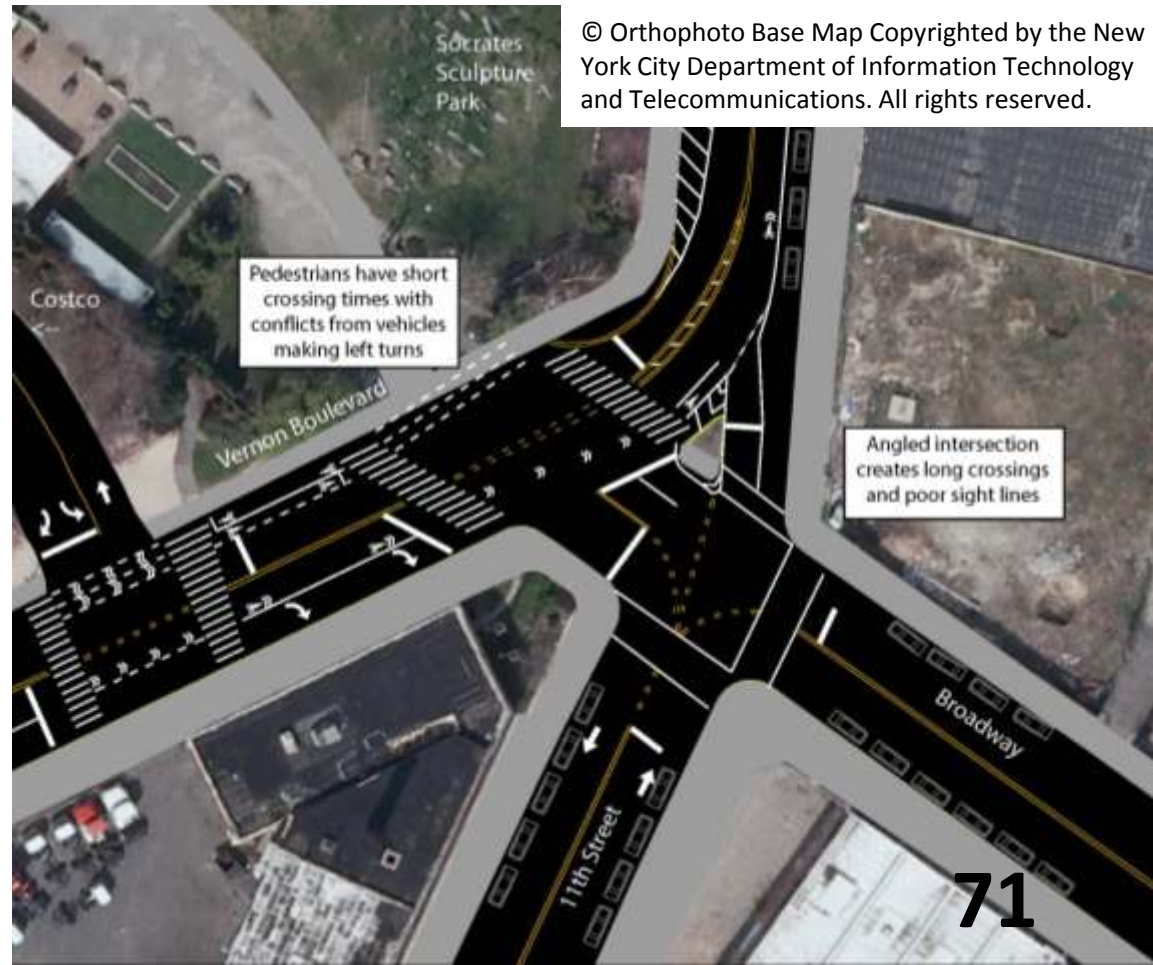 © Orthophoto Base Map Copyrighted by the New
York City Department of Information Technology
and Telecommunications. All rights reserved.
Socrates
Sculpture
Park
Costco
<--
Pedestrians have short
crossing times with
conflicts from vehicles
making left turns
Vernon Boulevard
Angled intersection
creates long crossings
and poor sight lines
Broadway
11th Street
71